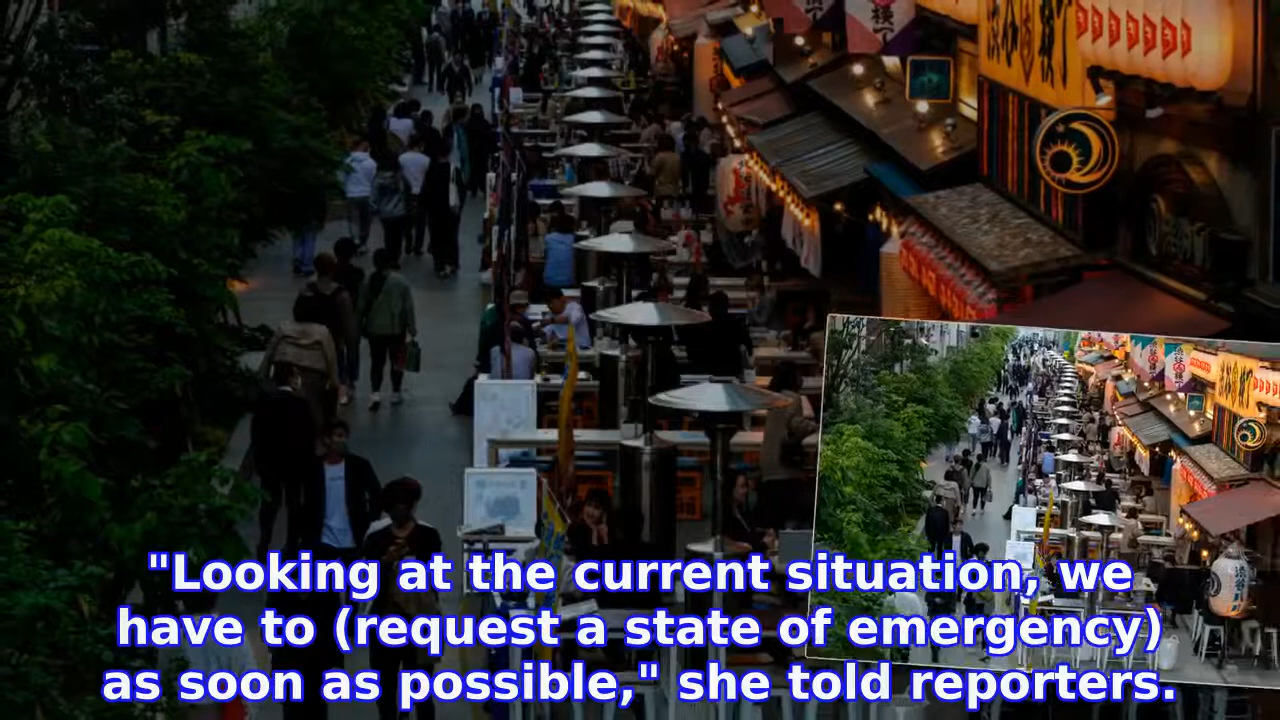 "Looking at the current situation, we
have to (request a state of emergency)
as soon as possible," she told reporters.